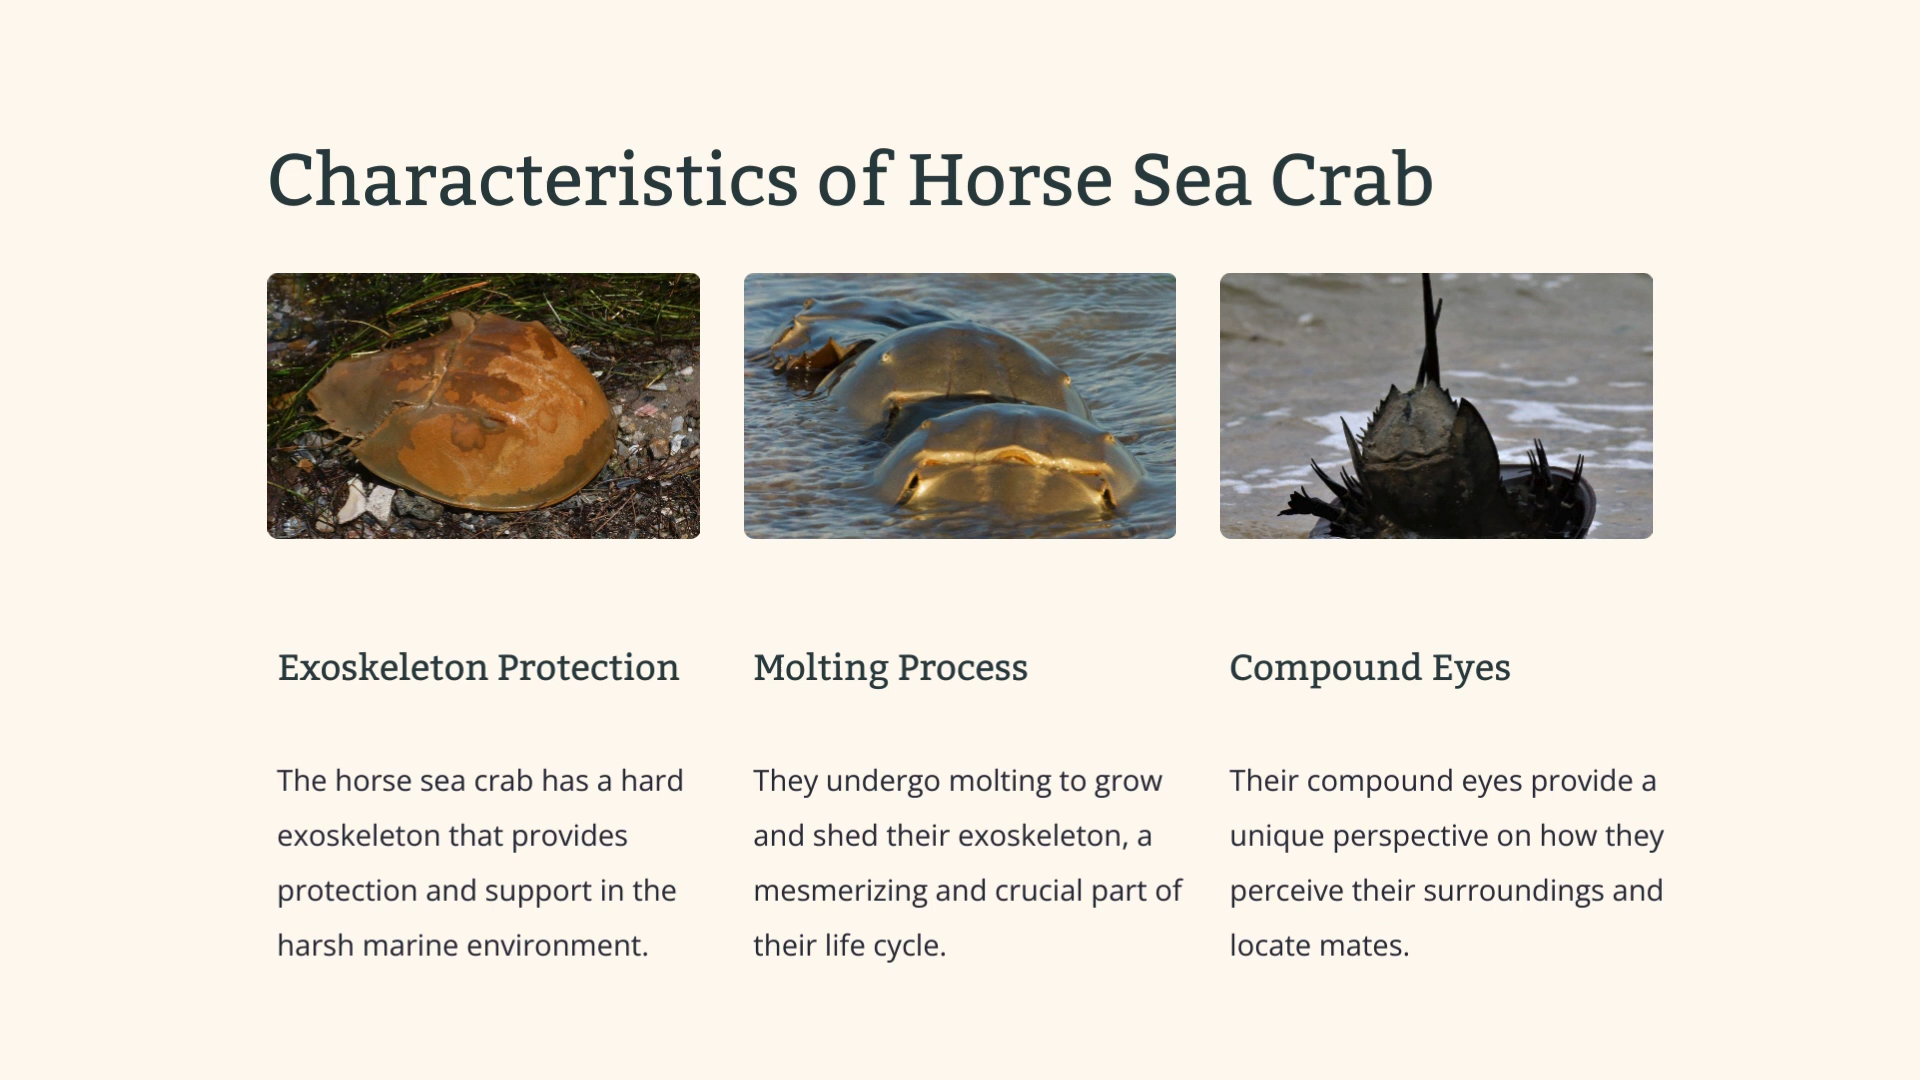 Characteristics of Horse Sea Crab
Exoskeleton Protection
The horse sea crab has a hard
exoskeleton that provides
protection and support in the
harsh marine environment.
Molting Process
They undergo molting to grow
and shed their exoskeleton, a
mesmerizing and crucial part of
their life cycle.
Compound Eyes
Their compound eyes provide a
unique perspective on how they
perceive their surroundings and
locate mates.